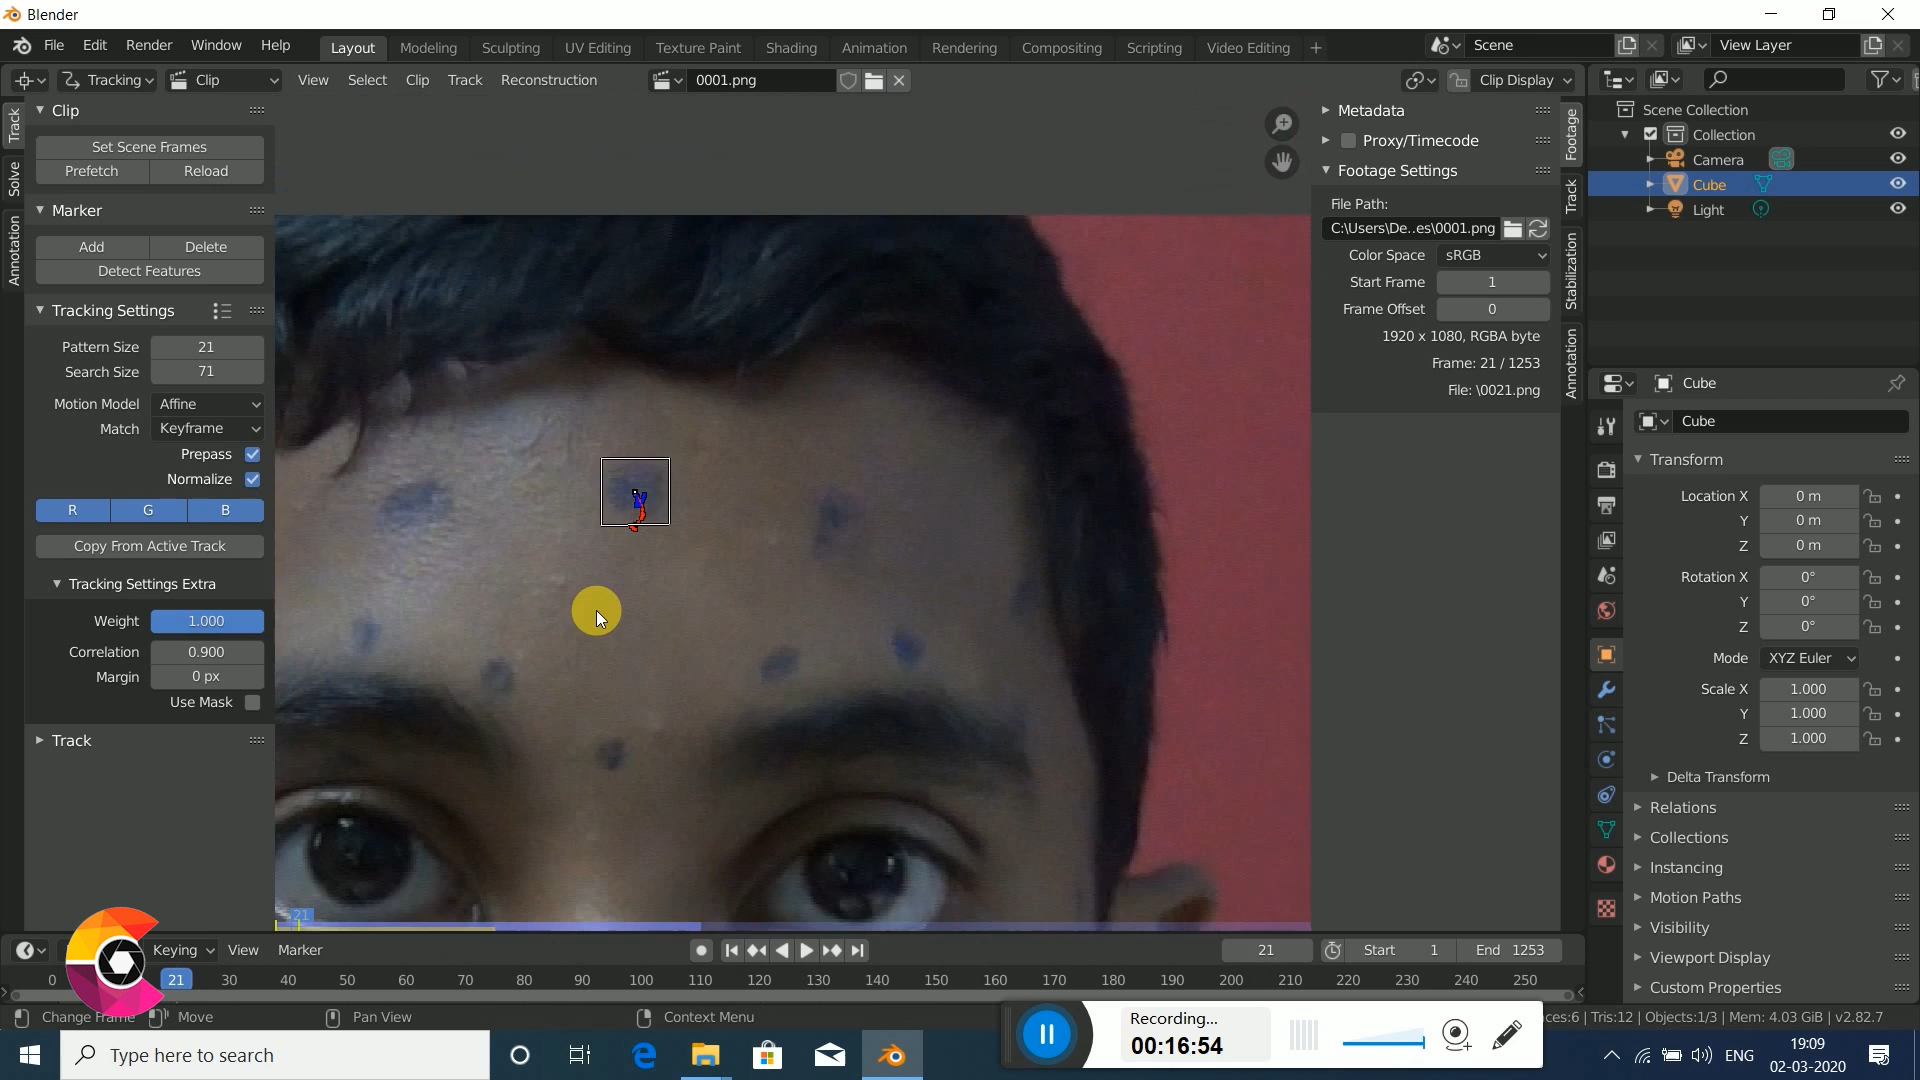 Blender
File Edit Render Window Help
Layout Modeling Sculpting UV Editing Texture Paint Shading Animation Rendering Compositing Scripting Video Editing +
Scene
View Layer
Tracking Clip View Select Clip Track Reconstruction 0001.png Clip Display
Clip
Set Scene Frames
Prefetch Reload
Marker
Add Delete
Detect Features
Tracking Settings
Pattern Size 21
Search Size 71
Motion Model Affine
Match Keyframe
Prepass
Normalize
R G B
Copy From Active Track
Tracking Settings Extra
Weight 1.000
Correlation 0.900
Margin 0 px
Use Mask
Track
Track
Solve
Annotation
21
Metadata
Proxy/Timecode
Footage Settings
File Path:
C:\Users\De..es\0001.png
Color Space sRGB
Start Frame 1
Frame Offset 0
1920 x 1080, RGBA byte
Frame: 21 / 1253
File: \0021.png
Footage
Track
Stabilization
Annotation
Scene Collection
Collection
Camera
Cube
Light
Cube
Cube
Transform
Location X 0 m
Y 0 m
Z 0 m
Rotation X 0°
Y 0°
Z 0°
Mode XYZ Euler
Scale X 1.000
Y 1.000
Z 1.000
Delta Transform
Relations
Collections
Instancing
Motion Paths
Visibility
Viewport Display
Custom Properties
Keying View Marker 21 Start 1 End 1253
0 21 30 40 50 60 70 80 90 100 110 120 130 140 150 160 170 180 190 200 210 220 230 240 250
Change Frame Move Pan View Context Menu
ces:6 | Tris:12 | Objects:1/3 | Mem: 4.03 GiB | v2.82.7
Recording...
00:16:54
Type here to search
ENG
19:09
02-03-2020